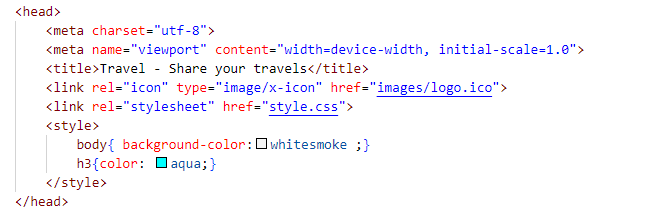 <head>
<meta charset="utf-8">
<meta name="viewport" content="width=device-width, initial-scale=1.0">
<title>Travel - Share your travels</title>
<link rel="icon" type="image/x-icon" href="images/logo.ico">
<link rel="stylesheet" href="style.css">
<style>
body{ background-color: whitesmoke ;}
h3{color: aqua;}
</style>
</head>